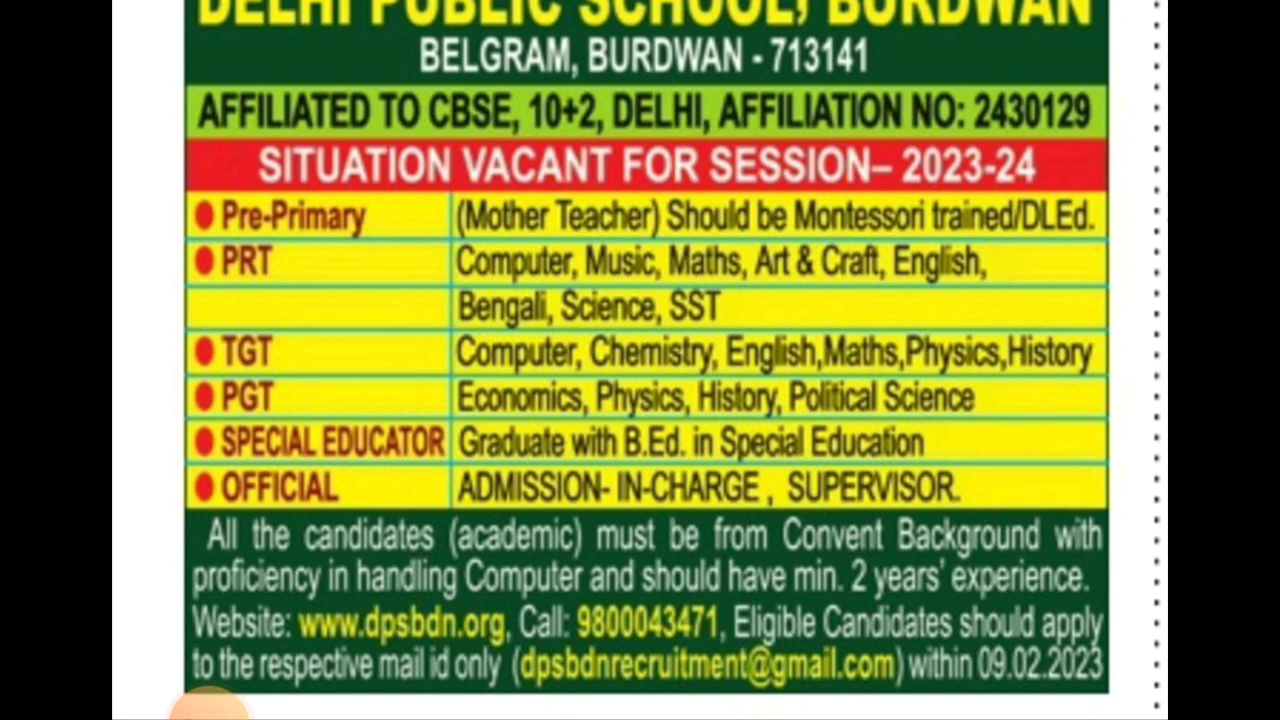 DELHI PUBLIC SCHOOL, BURDWAN
BELGRAM, BURDWAN - 713141
AFFILIATED TO CBSE, 10+2, DELHI, AFFILIATION NO: 2430129
SITUATION VACANT FOR SESSION– 2023-24
● Pre-Primary (Mother Teacher) Should be Montessori trained/DLEd.
● PRT Computer, Music, Maths, Art & Craft, English,
Bengali, Science, SST
● TGT Computer, Chemistry, English,Maths,Physics,History
● PGT Economics, Physics, History, Political Science
● SPECIAL EDUCATOR Graduate with B.Ed. in Special Education
● OFFICIAL ADMISSION- IN-CHARGE , SUPERVISOR.
All the candidates (academic) must be from Convent Background with
proficiency in handling Computer and should have min. 2 years' experience.
Website: www.dpsbdn.org, Call: 9800043471, Eligible Candidates should apply
to the respective mail id only (dpsbdnrecruitment@gmail.com) within 09.02.2023